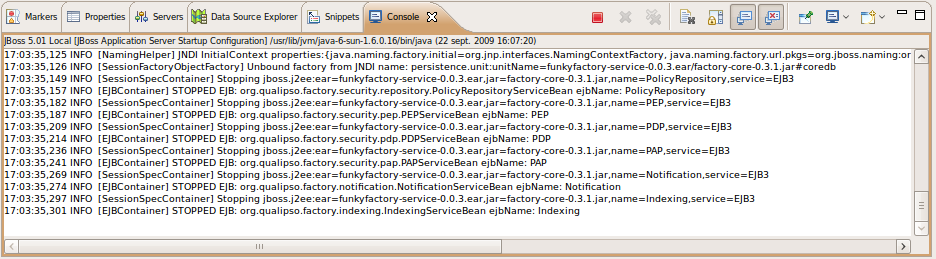 Markers Properties Servers Data Source Explorer Snippets Console
JBoss 5.01 Local [JBoss Application Server Startup Configuration] /usr/lib/jvm/java-6-sun-1.6.0.16/bin/java (22 sept. 2009 16:07:20)
17:03:35,125 INFO [NamingHelper] JNDI InitialContext properties:{java.naming.factory.initial=org.jnp.interfaces.NamingContextFactory, java.naming.factory.url.pkgs=org.jboss.naming:or
17:03:35,126 INFO [SessionFactoryObjectFactory] Unbound factory from JNDI name: persistence.unit:unitName=funkyfactory-service-0.0.3.ear/factory-core-0.3.1.jar#coredb
17:03:35,149 INFO [SessionSpecContainer] Stopping jboss.j2ee:ear=funkyfactory-service-0.0.3.ear,jar=factory-core-0.3.1.jar,name=PolicyRepository,service=EJB3
17:03:35,157 INFO [EJBContainer] STOPPED EJB: org.qualipso.factory.security.repository.PolicyRepositoryServiceBean ejbName: PolicyRepository
17:03:35,182 INFO [SessionSpecContainer] Stopping jboss.j2ee:ear=funkyfactory-service-0.0.3.ear,jar=factory-core-0.3.1.jar,name=PEP,service=EJB3
17:03:35,187 INFO [EJBContainer] STOPPED EJB: org.qualipso.factory.security.pep.PEPServiceBean ejbName: PEP
17:03:35,209 INFO [SessionSpecContainer] Stopping jboss.j2ee:ear=funkyfactory-service-0.0.3.ear,jar=factory-core-0.3.1.jar,name=PDP,service=EJB3
17:03:35,214 INFO [EJBContainer] STOPPED EJB: org.qualipso.factory.security.pdp.PDPServiceBean ejbName: PDP
17:03:35,236 INFO [SessionSpecContainer] Stopping jboss.j2ee:ear=funkyfactory-service-0.0.3.ear,jar=factory-core-0.3.1.jar,name=PAP,service=EJB3
17:03:35,241 INFO [EJBContainer] STOPPED EJB: org.qualipso.factory.security.pap.PAPServiceBean ejbName: PAP
17:03:35,269 INFO [SessionSpecContainer] Stopping jboss.j2ee:ear=funkyfactory-service-0.0.3.ear,jar=factory-core-0.3.1.jar,name=Notification,service=EJB3
17:03:35,274 INFO [EJBContainer] STOPPED EJB: org.qualipso.factory.notification.NotificationServiceBean ejbName: Notification
17:03:35,297 INFO [SessionSpecContainer] Stopping jboss.j2ee:ear=funkyfactory-service-0.0.3.ear,jar=factory-core-0.3.1.jar,name=Indexing,service=EJB3
17:03:35,301 INFO [EJBContainer] STOPPED EJB: org.qualipso.factory.indexing.IndexingServiceBean ejbName: Indexing